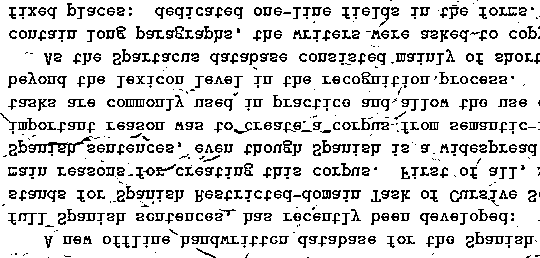 A new offline handwritten database for the Spanish
full Spanish sentences, has recently been developed:
stands for Spanish Restricted-domain Task of Cursive
main reasons for creating this corpus. First of all,
Spanish sentences, even though Spanish is a widespread
important reason was to create a corpus from semantic-
tasks are commonly used in practice and allow the use
beyond the lexicon level in the recognition process.
As the Spartacus database consisted mainly of short
contain long paragraphs, the writers were asked to copy
fixed places: dedicated one-line fields in the forms.